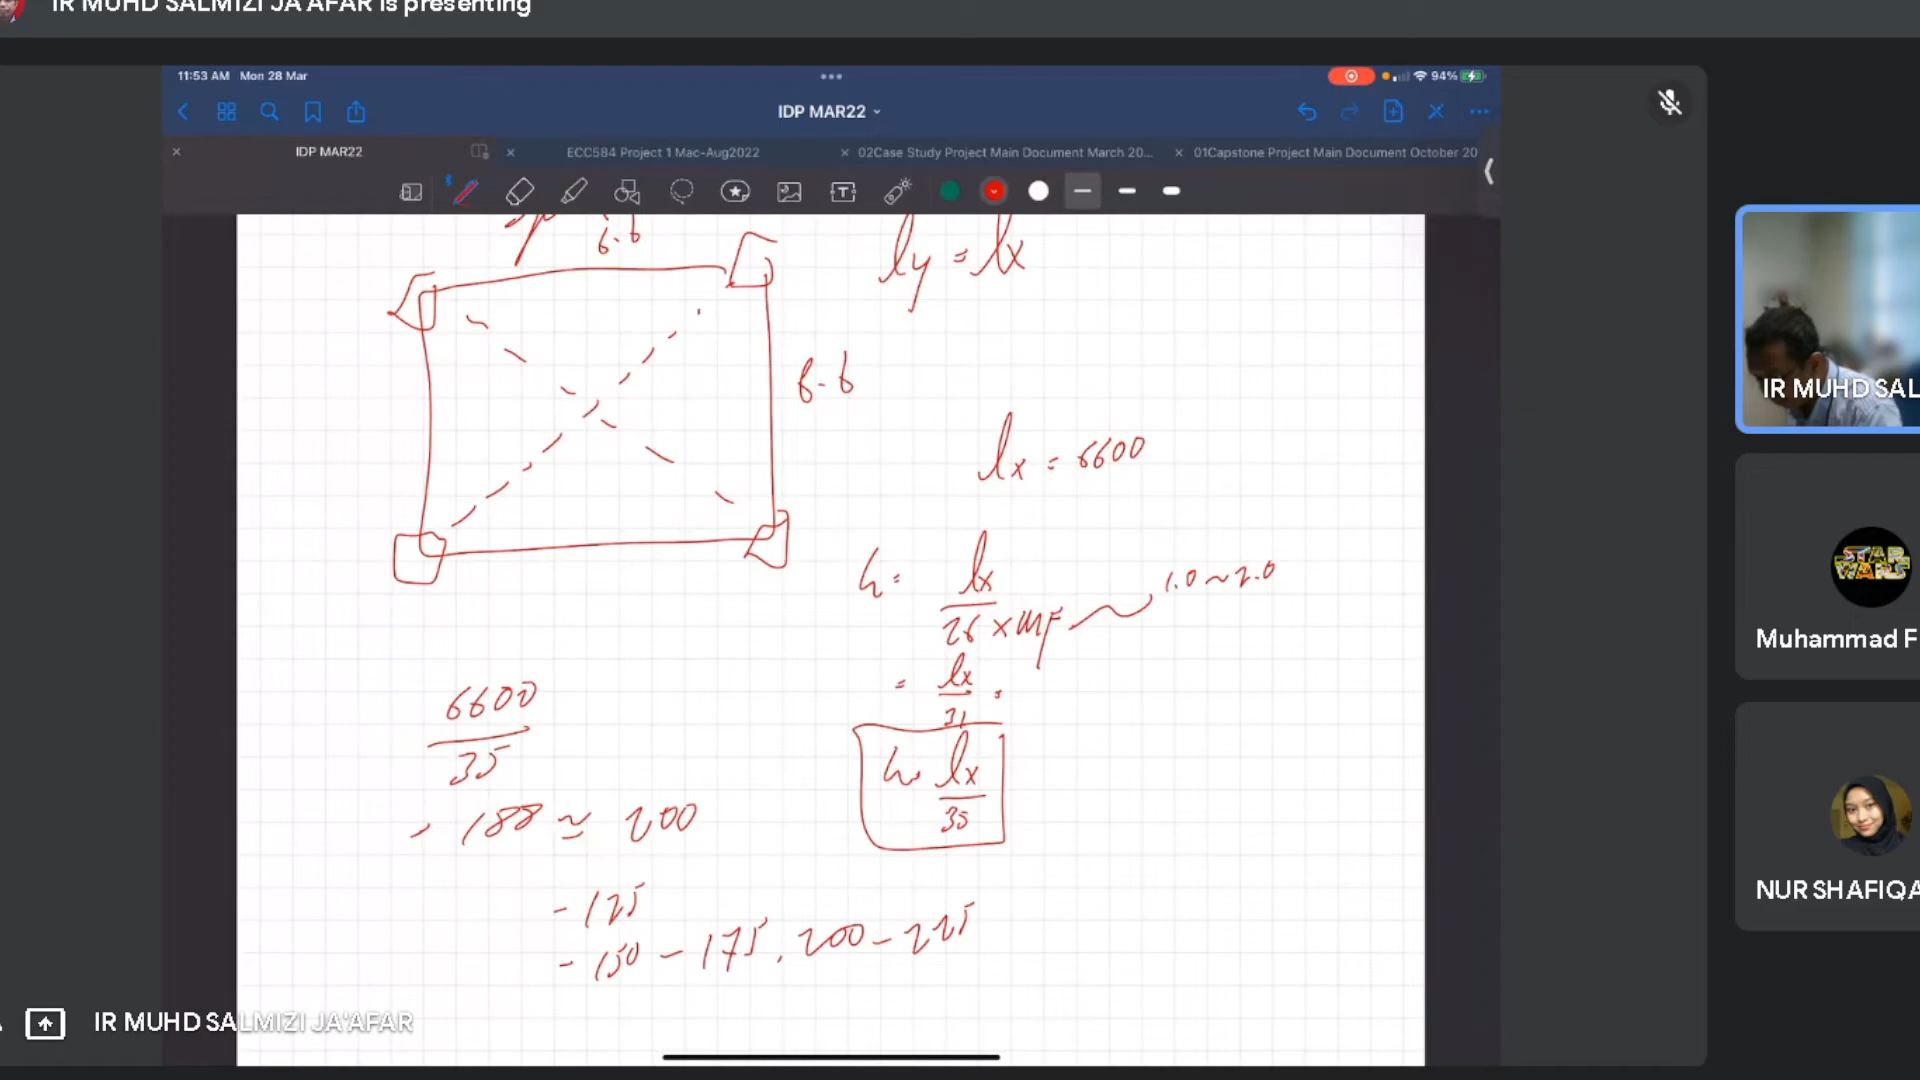 IR MUHD SALMIZI JA'AFAR is presenting
11:53 AM Mon 28 Mar
94%
IDP MAR22
IDP MAR22
ECC584 Project 1 Mac-Aug2022
02Case Study Project Main Document March 20...
01Capstone Project Main Document October 20
T
6.6
ly = lx
6.6
lx = 6600
h = lx
26 x MF
1.0 ~ 2.0
= lx
31
h = lx
35
6600
35
= 188 ≈ 200
- 125
- 150 - 175, 200 - 225
IR MUHD SAL
STAR
WARS
Muhammad F
NUR SHAFIQA
IR MUHD SALMIZI JA'AFAR